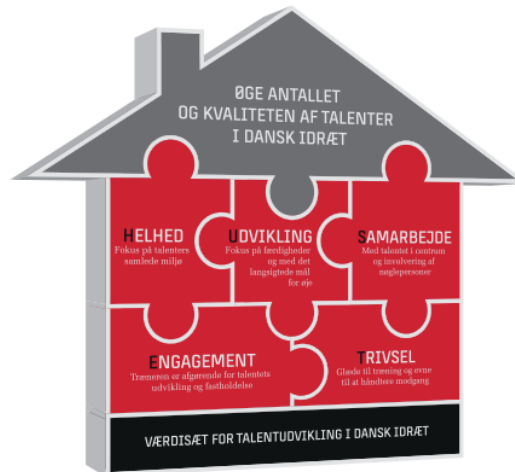 ØGE ANTALLET
OG KVALITETEN AF TALENTER
I DANSK IDRÆT
HELHED
Fokus på talenters
samlede miljø
UDVIKLING
Fokus på færdigheder
og med det
langsigtede mål
for øje
SAMARBEJDE
Med talentet i centrum
og involvering af
nøglepersoner
ENGAGEMENT
Træneren er afgørende for talentets
udvikling og fastholdelse
TRIVSEL
Glæde til træning og evne
til at håndtere modgang
VÆRDISÆT FOR TALENTUDVIKLING I DANSK IDRÆT